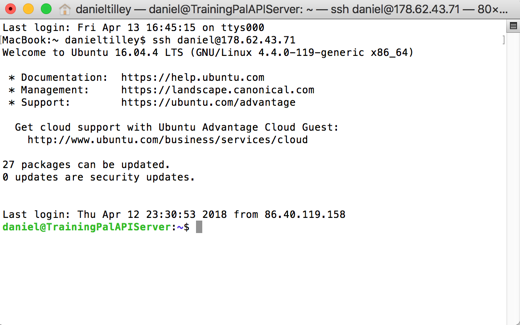 danieltilley — daniel@TrainingPalAPIServer: ~ — ssh daniel@178.62.43.71 — 80×...
Last login: Fri Apr 13 16:45:15 on ttys000
[MacBook:~ danieltilley$ ssh daniel@178.62.43.71 ]
Welcome to Ubuntu 16.04.4 LTS (GNU/Linux 4.4.0-119-generic x86_64)
* Documentation: https://help.ubuntu.com
* Management: https://landscape.canonical.com
* Support: https://ubuntu.com/advantage
Get cloud support with Ubuntu Advantage Cloud Guest:
http://www.ubuntu.com/business/services/cloud
27 packages can be updated.
0 updates are security updates.
Last login: Thu Apr 12 23:30:53 2018 from 86.40.119.158
daniel@TrainingPalAPIServer:~$